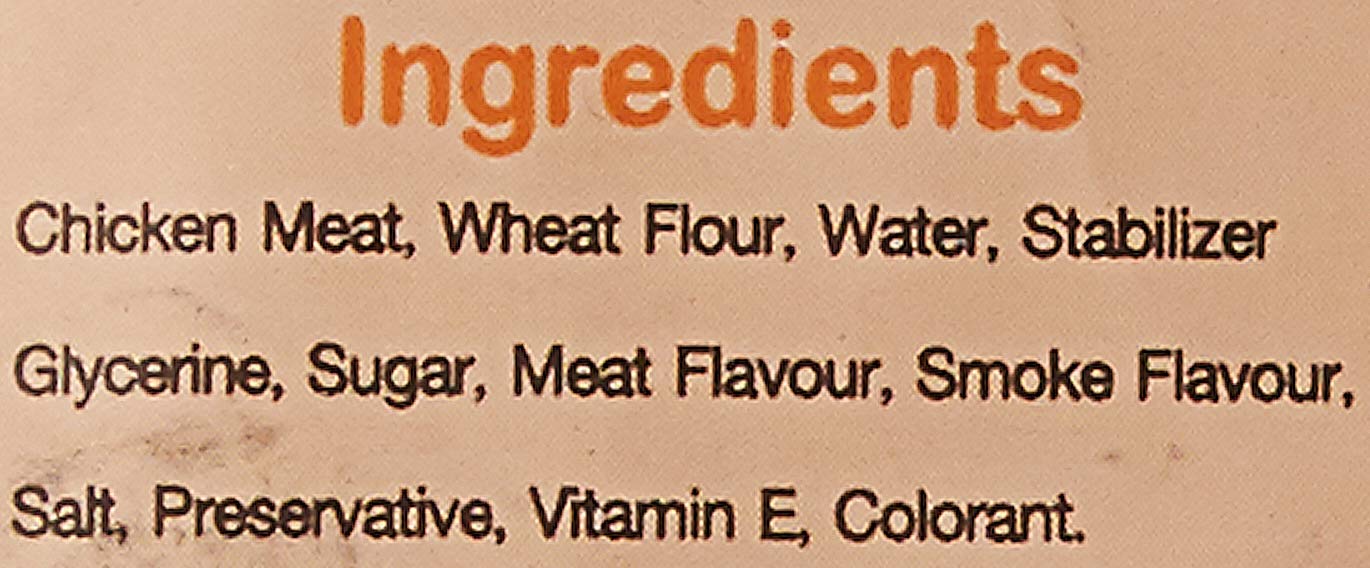 Ingredients
Chicken Meat, Wheat Flour, Water, Stabilizer
Glycerine, Sugar, Meat Flavour, Smoke Flavour,
Salt, Preservative, Vitamin E, Colorant.